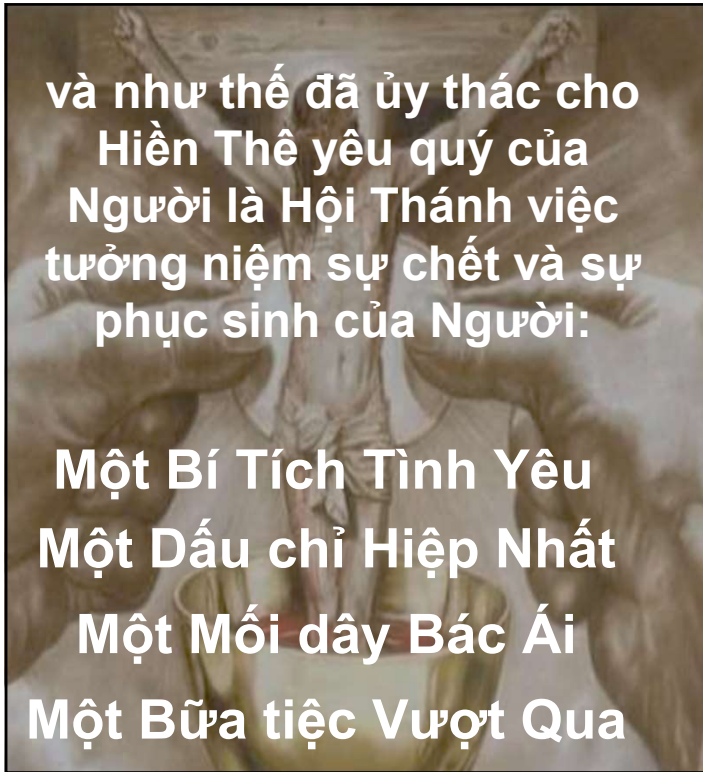 và như thế đã ủy thác cho
Hiền Thê yêu quý của
Người là Hội Thánh việc
tưởng niệm sự chết và sự
phục sinh của Người:
Một Bí Tích Tình Yêu
Một Dấu chỉ Hiệp Nhất
Một Mối dây Bác Ái
Một Bữa tiệc Vượt Qua